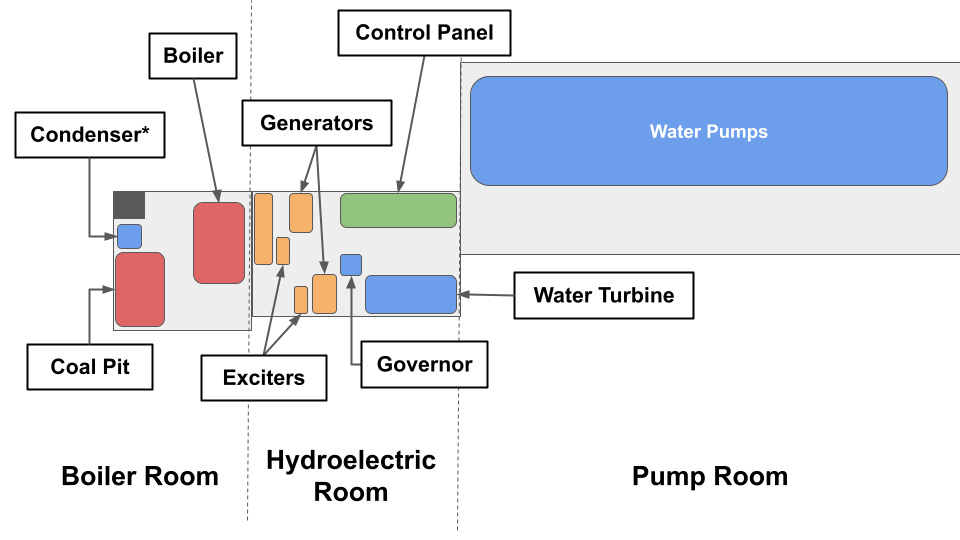 Control Panel
Boiler
Generators
Condenser*
Water Pumps
Water Turbine
Coal Pit
Exciters
Governor
Boiler Room
Hydroelectric
Room
Pump Room